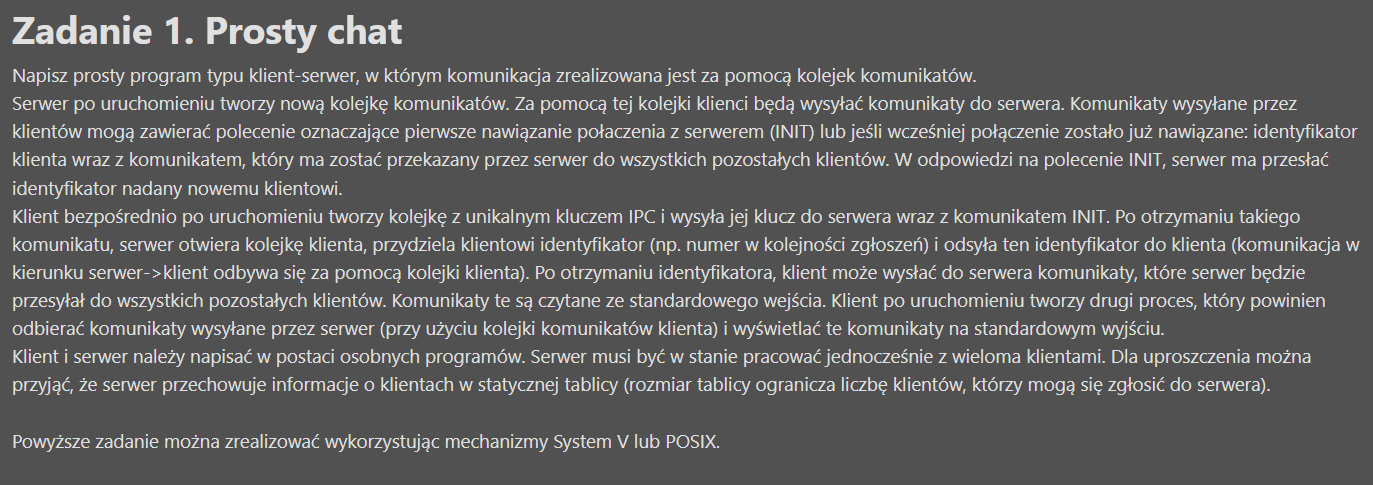 Zadanie 1. Prosty chat
Napisz prosty program typu klient-serwer, w którym komunikacja zrealizowana jest za pomocą kolejek komunikatów.
Serwer po uruchomieniu tworzy nową kolejkę komunikatów. Za pomocą tej kolejki klienci będą wysyłać komunikaty do serwera. Komunikaty wysyłane przez
klientów mogą zawierać polecenie oznaczające pierwsze nawiązanie połaczenia z serwerem (INIT) lub jeśli wcześniej połączenie zostało już nawiązane: identyfikator
klienta wraz z komunikatem, który ma zostać przekazany przez serwer do wszystkich pozostałych klientów. W odpowiedzi na polecenie INIT, serwer ma przesłać
identyfikator nadany nowemu klientowi.
Klient bezpośrednio po uruchomieniu tworzy kolejkę z unikalnym kluczem IPC i wysyła jej klucz do serwera wraz z komunikatem INIT. Po otrzymaniu takiego
komunikatu, serwer otwiera kolejkę klienta, przydziela klientowi identyfikator (np. numer w kolejności zgłoszeń) i odsyła ten identyfikator do klienta (komunikacja w
kierunku serwer->klient odbywa się za pomocą kolejki klienta). Po otrzymaniu identyfikatora, klient może wysłać do serwera komunikaty, które serwer będzie
przesyłał do wszystkich pozostałych klientów. Komunikaty te są czytane ze standardowego wejścia. Klient po uruchomieniu tworzy drugi proces, który powinien
odbierać komunikaty wysyłane przez serwer (przy użyciu kolejki komunikatów klienta) i wyświetlać te komunikaty na standardowym wyjściu.
Klient i serwer należy napisać w postaci osobnych programów. Serwer musi być w stanie pracować jednocześnie z wieloma klientami. Dla uproszczenia można
przyjąć, że serwer przechowuje informacje o klientach w statycznej tablicy (rozmiar tablicy ogranicza liczbę klientów, którzy mogą się zgłosić do serwera).
Powyższe zadanie można zrealizować wykorzystując mechanizmy System V lub POSIX.